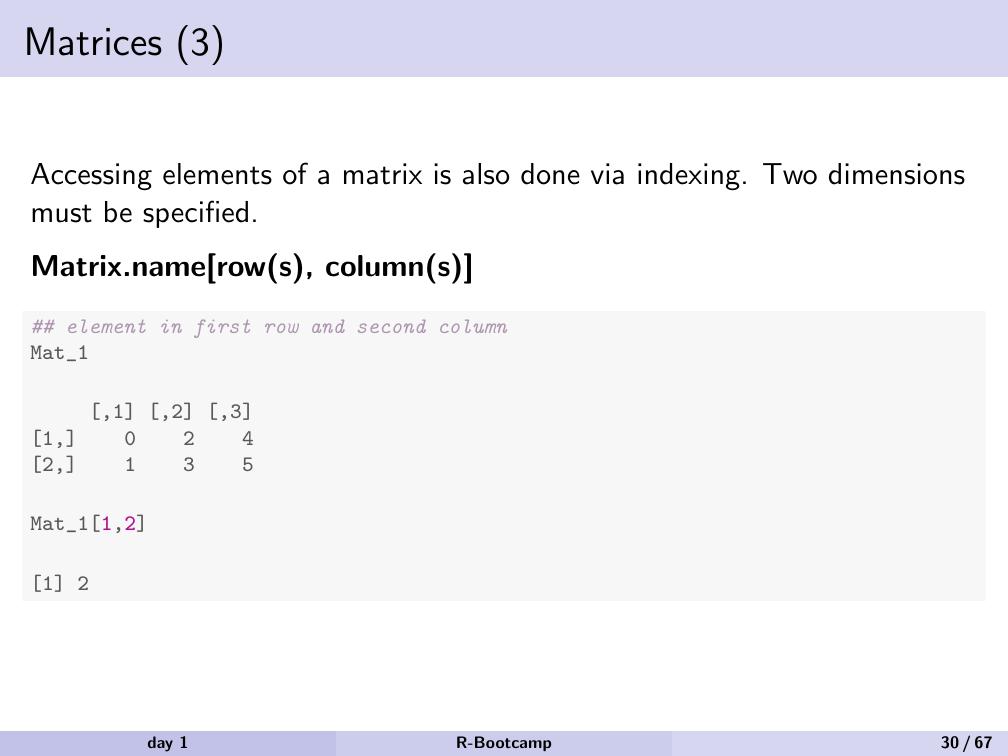 Matrices (3)
Accessing elements of a matrix is also done via indexing. Two dimensions
must be specified.
Matrix.name[row(s), column(s)]
## element in first row and second column
Mat_1
     [,1] [,2] [,3]
[1,]    0    2    4
[2,]    1    3    5
Mat_1[1,2]
[1] 2
day 1 R-Bootcamp 30 / 67